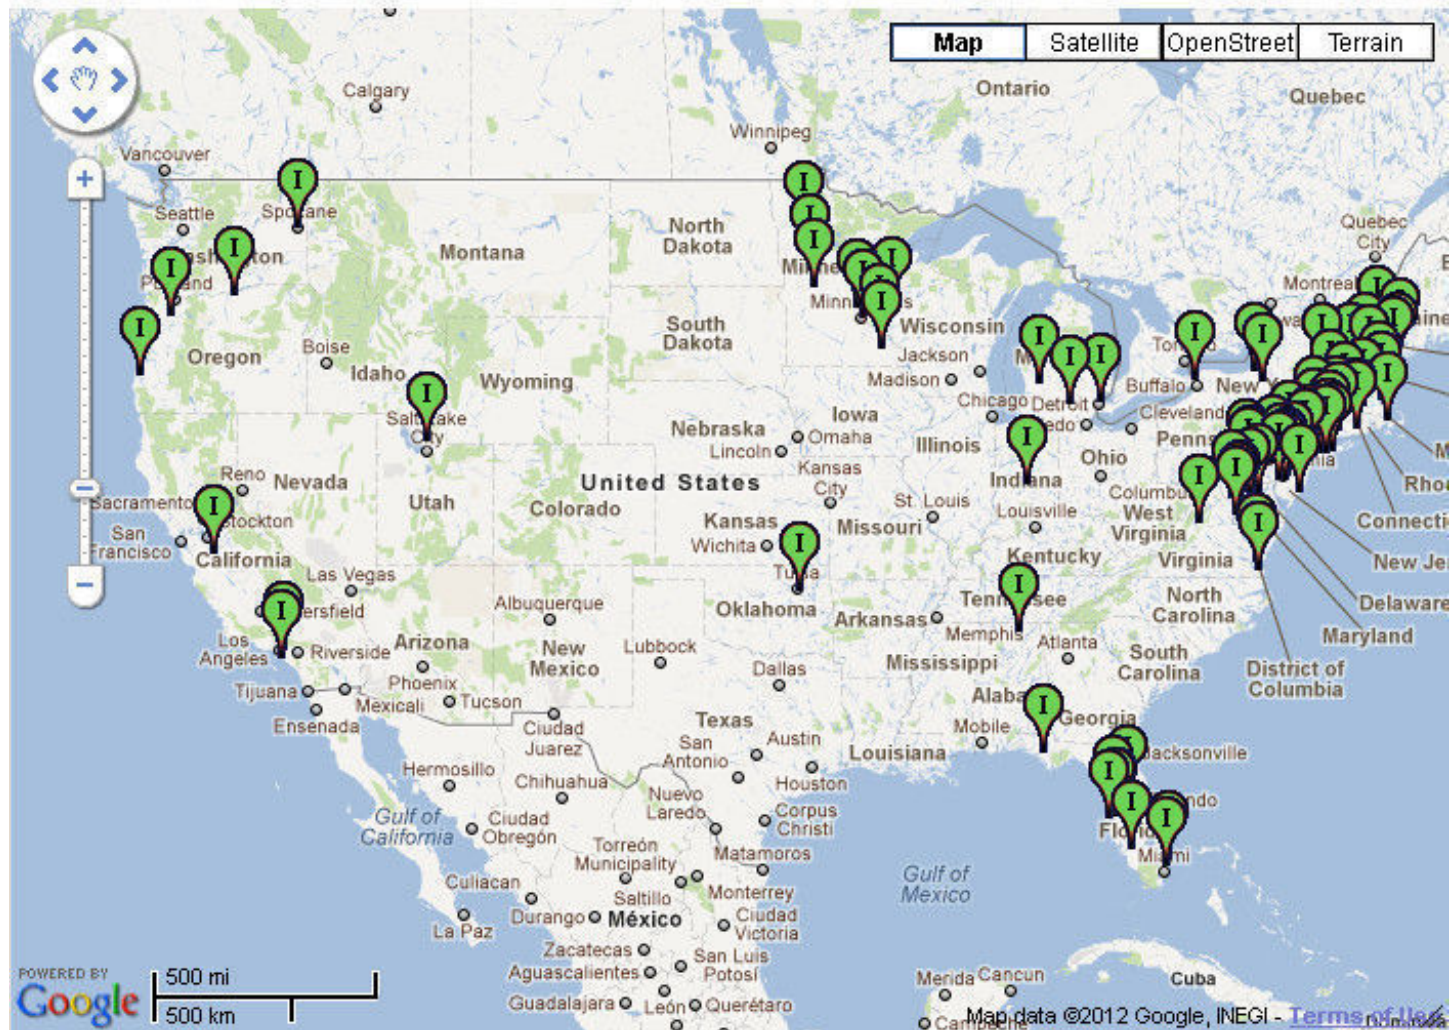 Map
Satellite
OpenStreet
Terrain
Ontario
Quebec
Calgary
Winnipeg
Vancouver
Quebec
City
Seattle
Montana
North
Dakota
Montreal
South
Dakota
Wisconsin
Oregon
Boise
Idaho
Wyoming
Jackson
Madison
Buffalo
New
Chicago
Detroit
Cleveland
Iowa
Nebraska
Omaha
Lincoln
Illinois
Ohio
Reno
Nevada
Utah
United States
Kansas
City
Indiana
Sacramento
Stockton
San
Francisco
California
Colorado
St. Louis
Louisville
West
Virginia
Kansas
Missouri
Wichita
Kentucky
Virginia
Las Vegas
Albuquerque
Oklahoma
Arkansas
Tennessee
Memphis
North
Carolina
Delaware
Maryland
Los
Angeles
Riverside
Arizona
New
Mexico
Lubbock
Dallas
Mississippi
Atlanta
South
Carolina
District of
Columbia
Tijuana
Mexicali
Phoenix
Tucson
Ensenada
Ciudad
Juarez
Texas
San
Antonio
Austin
Houston
Louisiana
Mobile
Georgia
Jacksonville
Hermosillo
Chihuahua
Nuevo
Laredo
Corpus
Christi
Gulf of
California
Ciudad
Obregón
Torreón
Municipality
Matamoros
Miami
Culiacan
Saltillo
Monterrey
Gulf of
Mexico
La Paz
Durango
México
Ciudad
Victoria
Zacatecas
Aguascalientes
San Luis
Potosí
Guadalajara
León
Querétaro
Merida
Cancun
Cuba
POWERED BY
Google
500 mi
500 km
Map data ©2012 Google, INEGI - Terms of Use